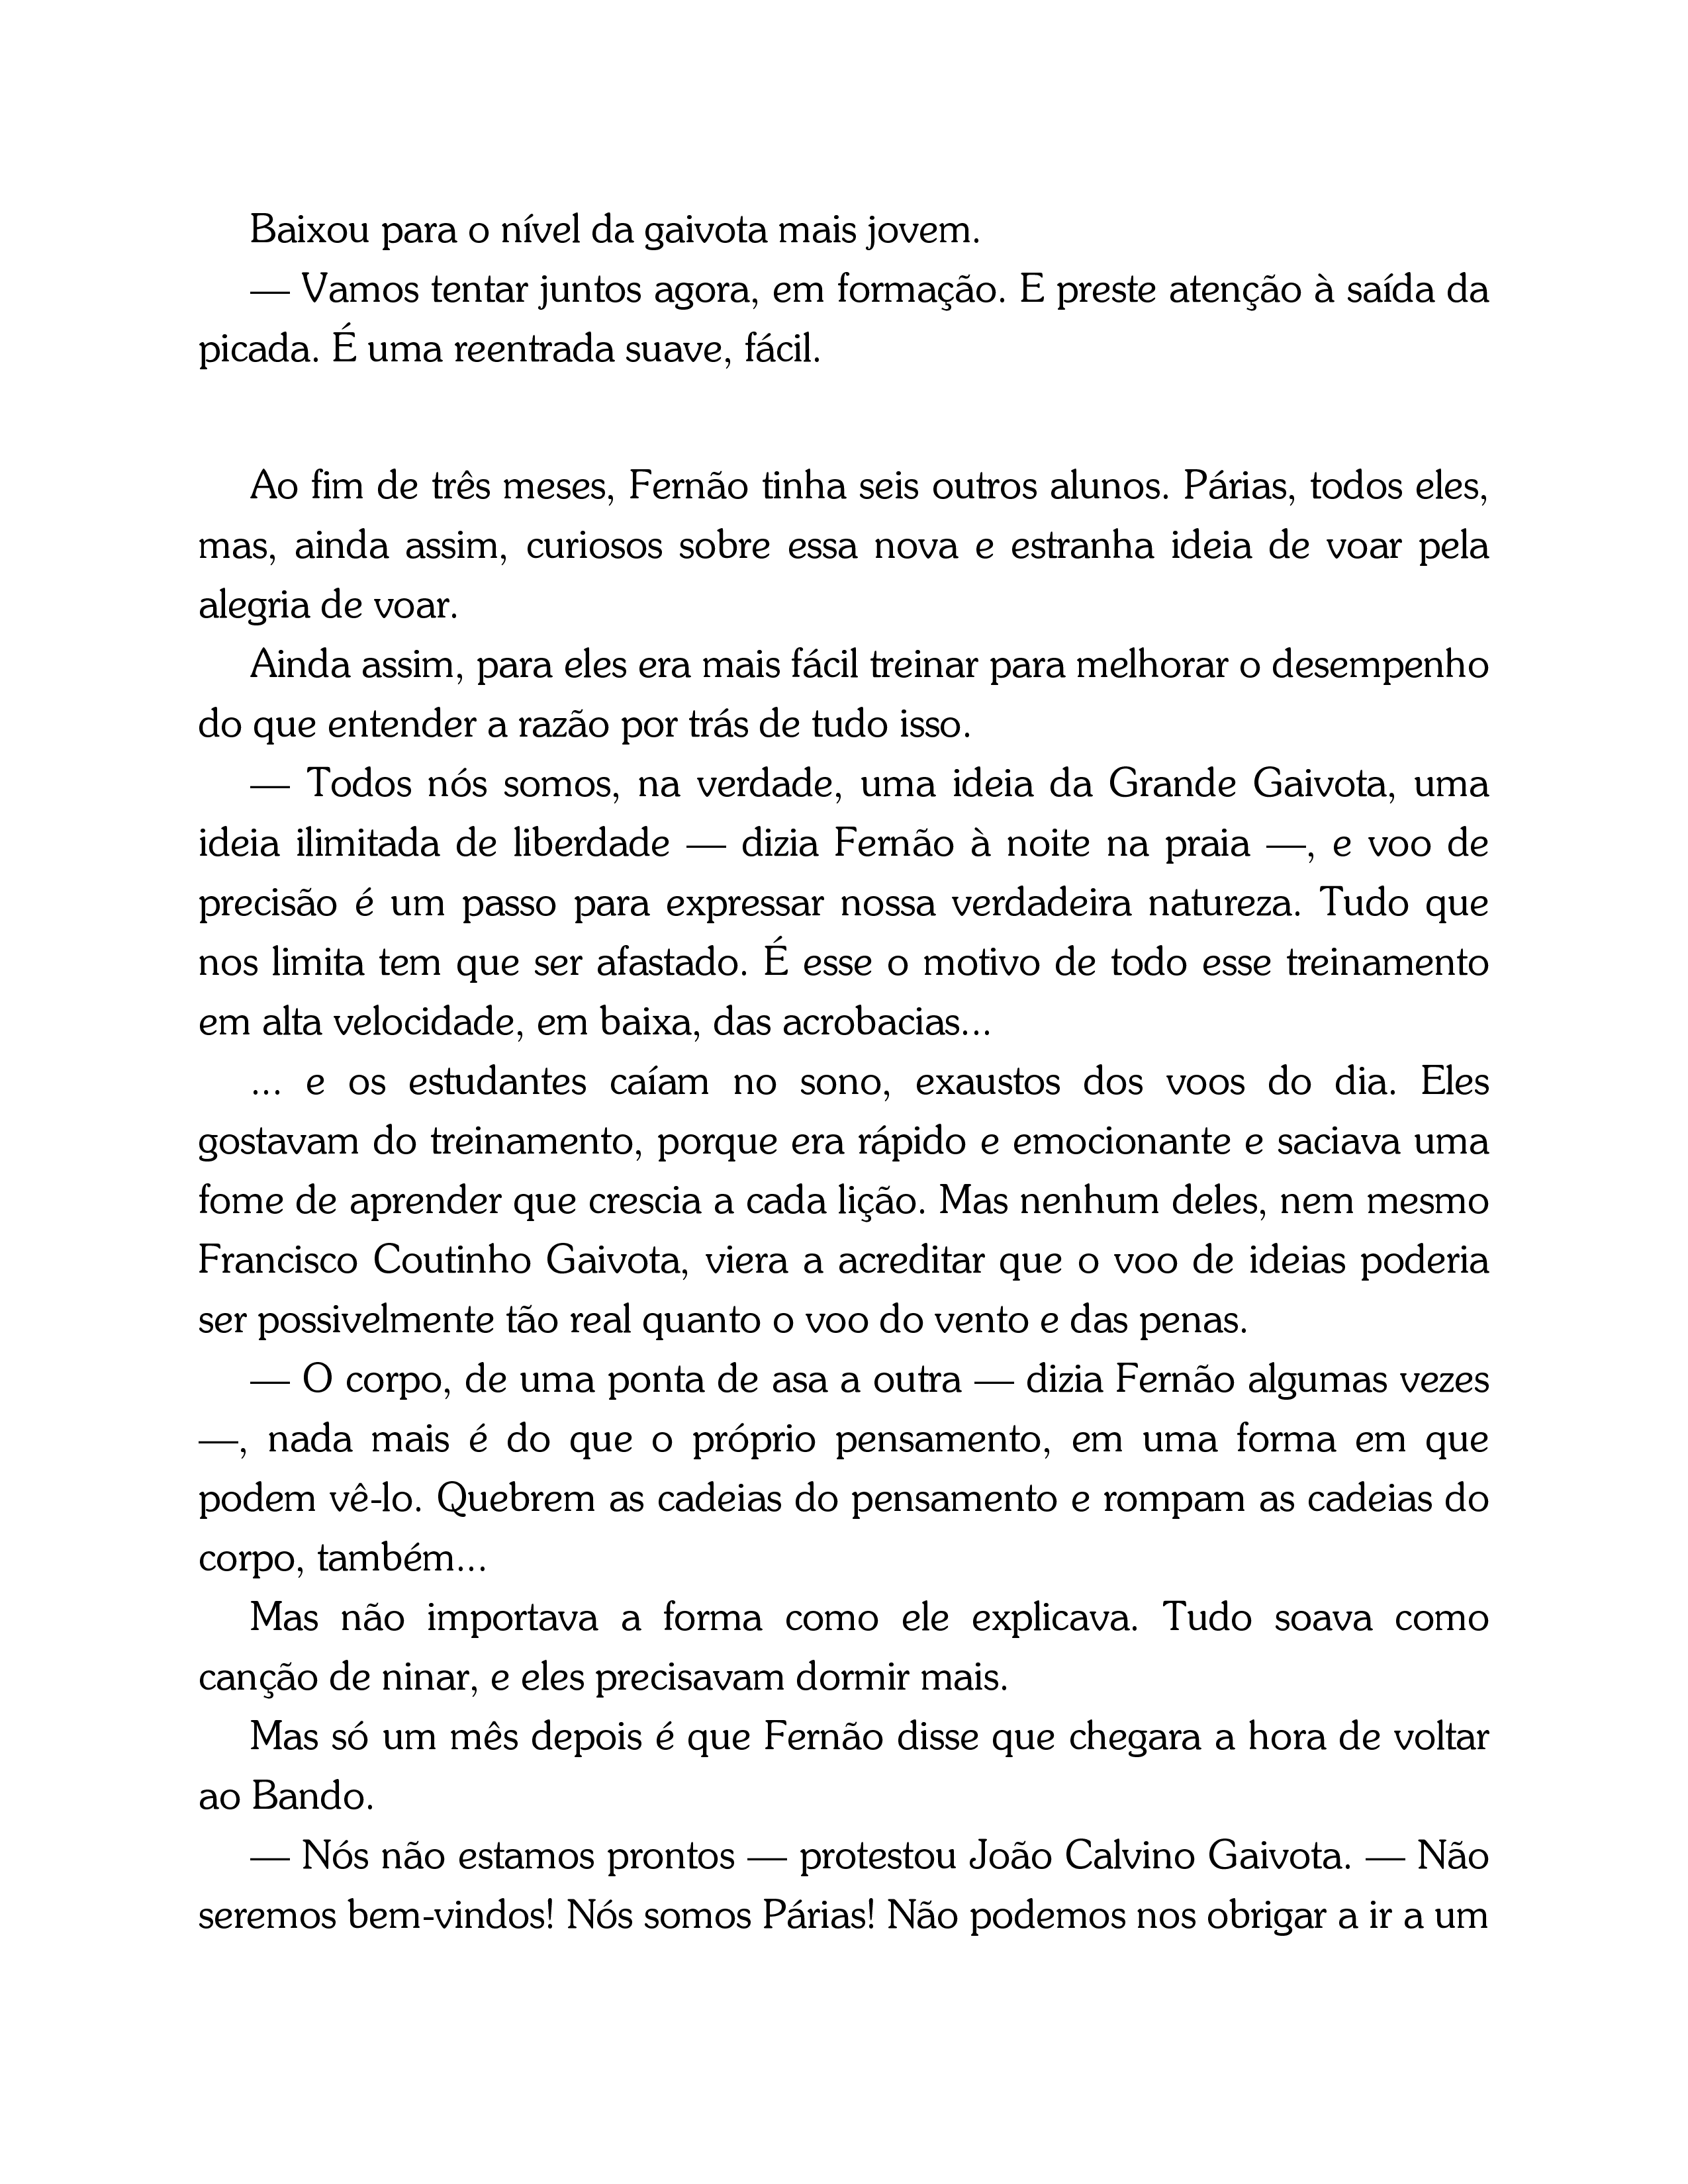 Baixou para o nível da gaivota mais jovem.
— Vamos tentar juntos agora, em formação. E preste atenção à saída da
picada. É uma reentrada suave, fácil.
Ao fim de três meses, Fernão tinha seis outros alunos. Párias, todos eles,
mas, ainda assim, curiosos sobre essa nova e estranha ideia de voar pela
alegria de voar.
Ainda assim, para eles era mais fácil treinar para melhorar o desempenho
do que entender a razão por trás de tudo isso.
— Todos nós somos, na verdade, uma ideia da Grande Gaivota, uma
ideia ilimitada de liberdade — dizia Fernão à noite na praia —, e voo de
precisão é um passo para expressar nossa verdadeira natureza. Tudo que
nos limita tem que ser afastado. É esse o motivo de todo esse treinamento
em alta velocidade, em baixa, das acrobacias...
... e os estudantes caíam no sono, exaustos dos voos do dia. Eles
gostavam do treinamento, porque era rápido e emocionante e saciava uma
fome de aprender que crescia a cada lição. Mas nenhum deles, nem mesmo
Francisco Coutinho Gaivota, viera a acreditar que o voo de ideias poderia
ser possivelmente tão real quanto o voo do vento e das penas.
— O corpo, de uma ponta de asa a outra — dizia Fernão algumas vezes
—, nada mais é do que o próprio pensamento, em uma forma em que
podem vê-lo. Quebrem as cadeias do pensamento e rompam as cadeias do
corpo, também...
Mas não importava a forma como ele explicava. Tudo soava como
canção de ninar, e eles precisavam dormir mais.
Mas só um mês depois é que Fernão disse que chegara a hora de voltar
ao Bando.
— Nós não estamos prontos — protestou João Calvino Gaivota. — Não
seremos bem-vindos! Nós somos Párias! Não podemos nos obrigar a ir a um